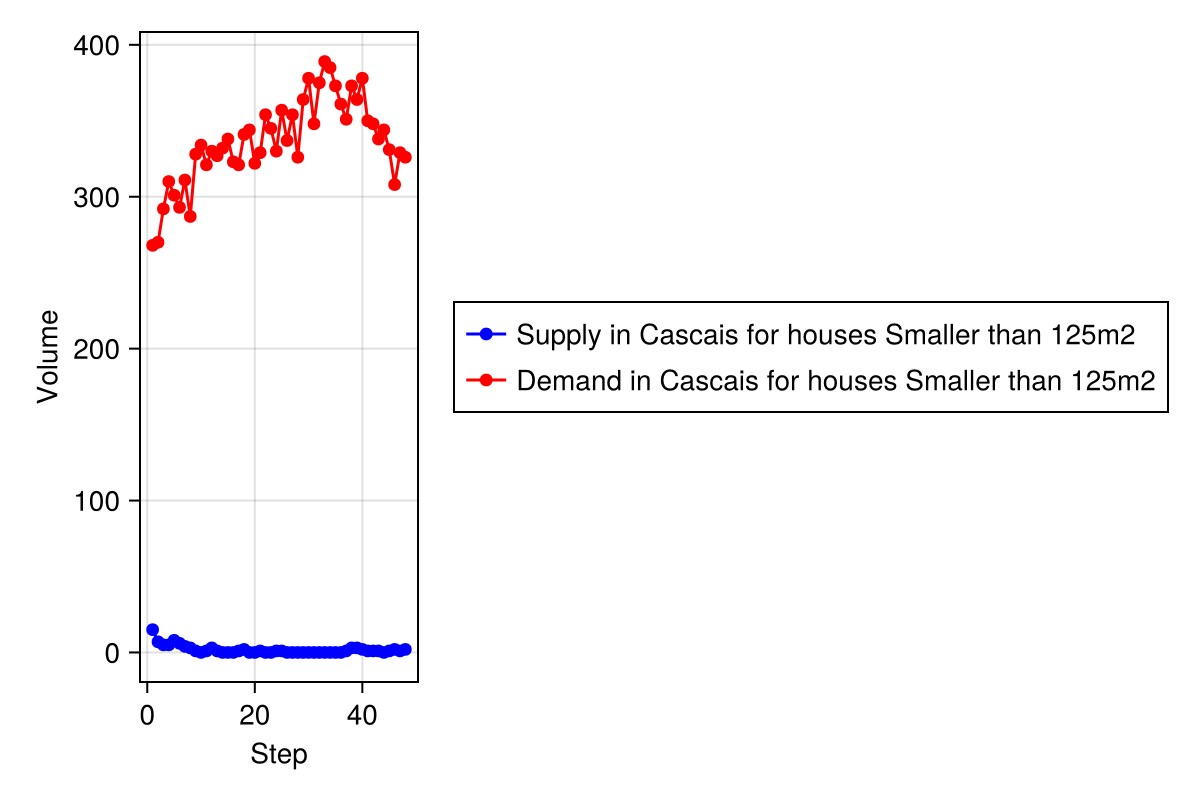 400
300
200
100
0
Volume
0 20 40
Step
Supply in Cascais for houses Smaller than 125m2
Demand in Cascais for houses Smaller than 125m2